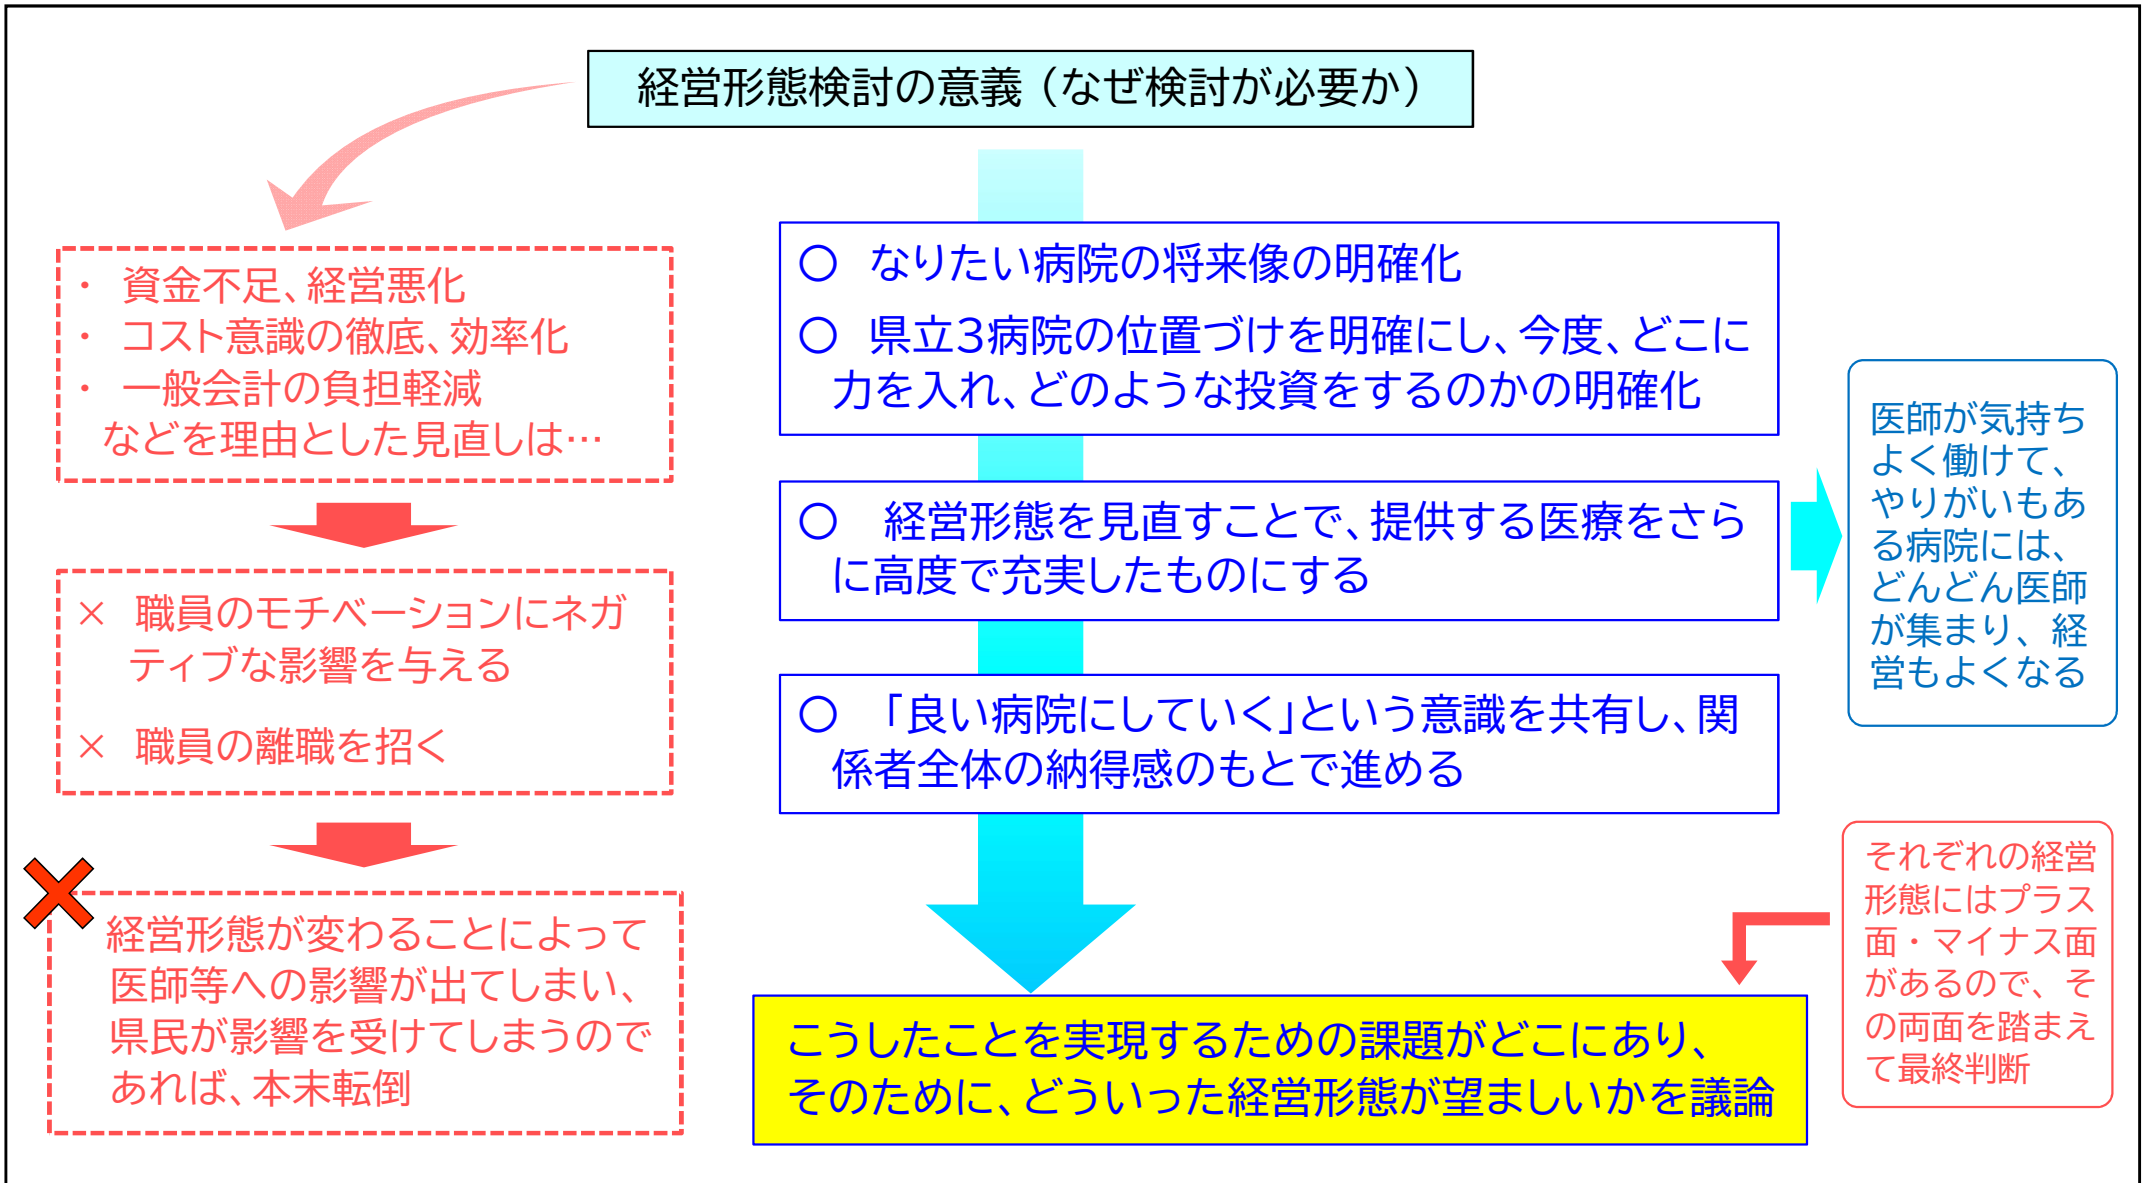 経営形態検討の意義（なぜ検討が必要か）
・ 資金不足、経営悪化
・ コスト意識の徹底、効率化
・ 一般会計の負担軽減
などを理由とした見直しは…
× 職員のモチベーションにネガ
ティブな影響を与える
× 職員の離職を招く
経営形態が変わることによって
医師等への影響が出てしまい、
県民が影響を受けてしまうので
あれば、本末転倒
○ なりたい病院の将来像の明確化
○ 県立３病院の位置づけを明確にし、今度、どこに
力を入れ、どのような投資をするのかの明確化
○ 経営形態を見直すことで、提供する医療をさら
に高度で充実したものにする
○ 「良い病院にしていく」という意識を共有し、関
係者全体の納得感のもとで進める
医師が気持ち
よく働けて、
やりがいもあ
る病院には、
どんどん医師
が集まり、経
営もよくなる
それぞれの経営
形態にはプラス
面・マイナス面
があるので、そ
の両面を踏まえ
て最終判断
こうしたことを実現するための課題がどこにあり、
そのために、どういった経営形態が望ましいかを議論